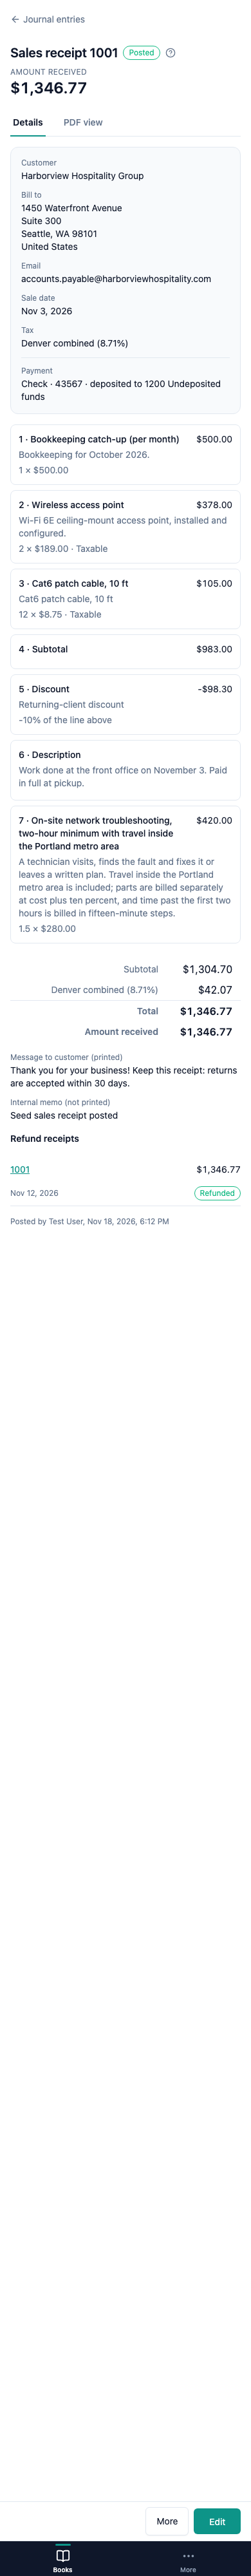 ← Journal entries
Sales receipt 1001 Posted ?
AMOUNT RECEIVED
$1,346.77
Details PDF view
Customer
Harborview Hospitality Group
Bill to
1450 Waterfront Avenue
Suite 300
Seattle, WA 98101
United States
Email
accounts.payable@harborviewhospitality.com
Sale date
Nov 3, 2026
Tax
Denver combined (8.71%)
Payment
Check · 43567 · deposited to 1200 Undeposited
funds
1 · Bookkeeping catch-up (per month) $500.00
Bookkeeping for October 2026.
1 × $500.00
2 · Wireless access point $378.00
Wi-Fi 6E ceiling-mount access point, installed and
configured.
2 × $189.00 · Taxable
3 · Cat6 patch cable, 10 ft $105.00
Cat6 patch cable, 10 ft
12 × $8.75 · Taxable
4 · Subtotal $983.00
5 · Discount -$98.30
Returning-client discount
-10% of the line above
6 · Description
Work done at the front office on November 3. Paid
in full at pickup.
7 · On-site network troubleshooting, $420.00
two-hour minimum with travel inside
the Portland metro area
A technician visits, finds the fault and fixes it or
leaves a written plan. Travel inside the Portland
metro area is included; parts are billed separately
at cost plus ten percent, and time past the first two
hours is billed in fifteen-minute steps.
1.5 × $280.00
Subtotal $1,304.70
Denver combined (8.71%) $42.07
Total $1,346.77
Amount received $1,346.77
Message to customer (printed)
Thank you for your business! Keep this receipt: returns
are accepted within 30 days.
Internal memo (not printed)
Seed sales receipt posted
Refund receipts
1001 $1,346.77
Nov 12, 2026 Refunded
Posted by Test User, Nov 18, 2026, 6:12 PM
More Edit
Books More